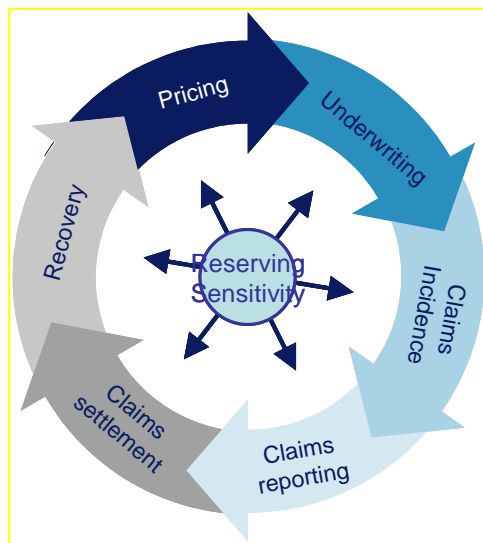 Pricing
Underwriting
Claims
Incidence
Claims
reporting
Claims
settlement
Recovery
Reserving
Sensitivity